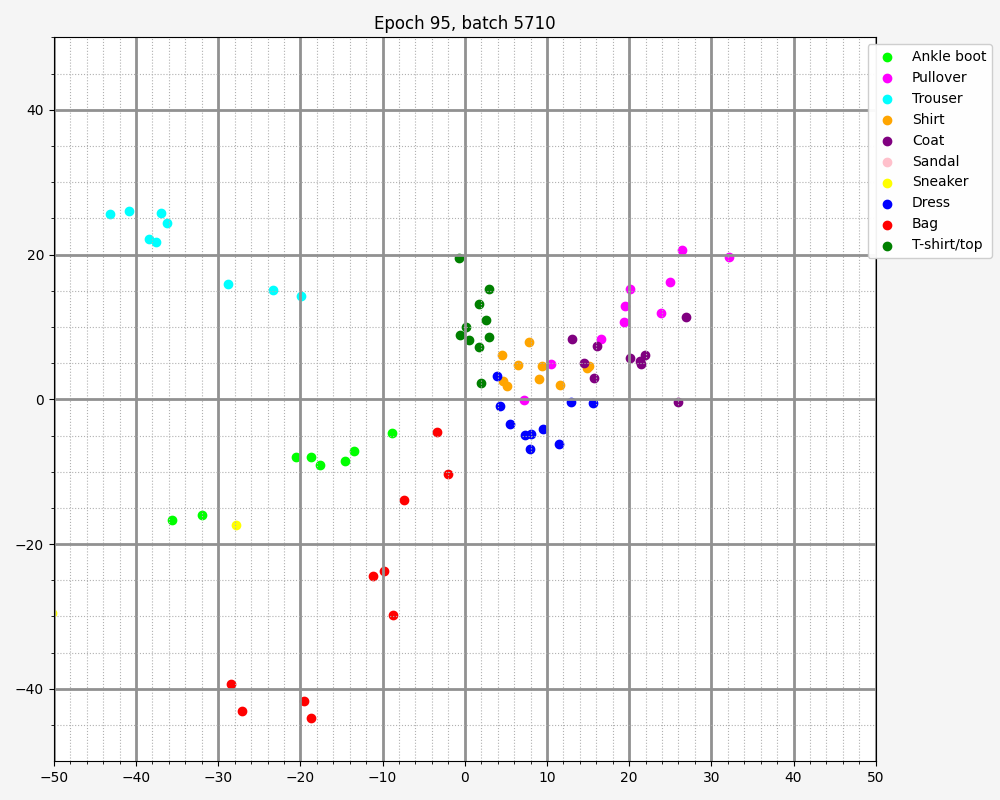 Epoch 95, batch 5710
Ankle boot
Pullover
Trouser
Shirt
Coat
Sandal
Sneaker
Dress
Bag
T-shirt/top
40
20
0
−20
−40
−50 −40 −30 −20 −10 0 10 20 30 40 50